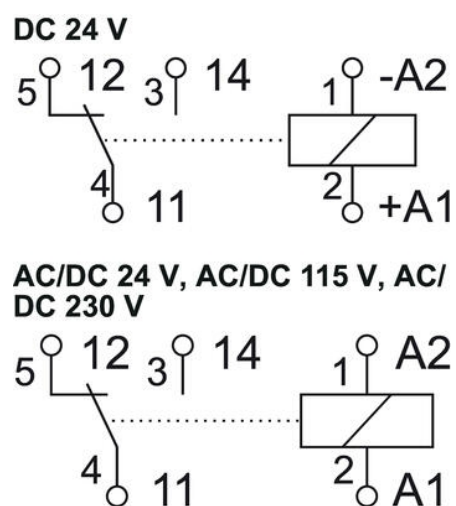 DC 24 V
5 12 3 14 1 -A2
4 11 2 +A1
AC/DC 24 V, AC/DC 115 V, AC/
DC 230 V
5 12 3 14 1 A2
4 11 2 A1